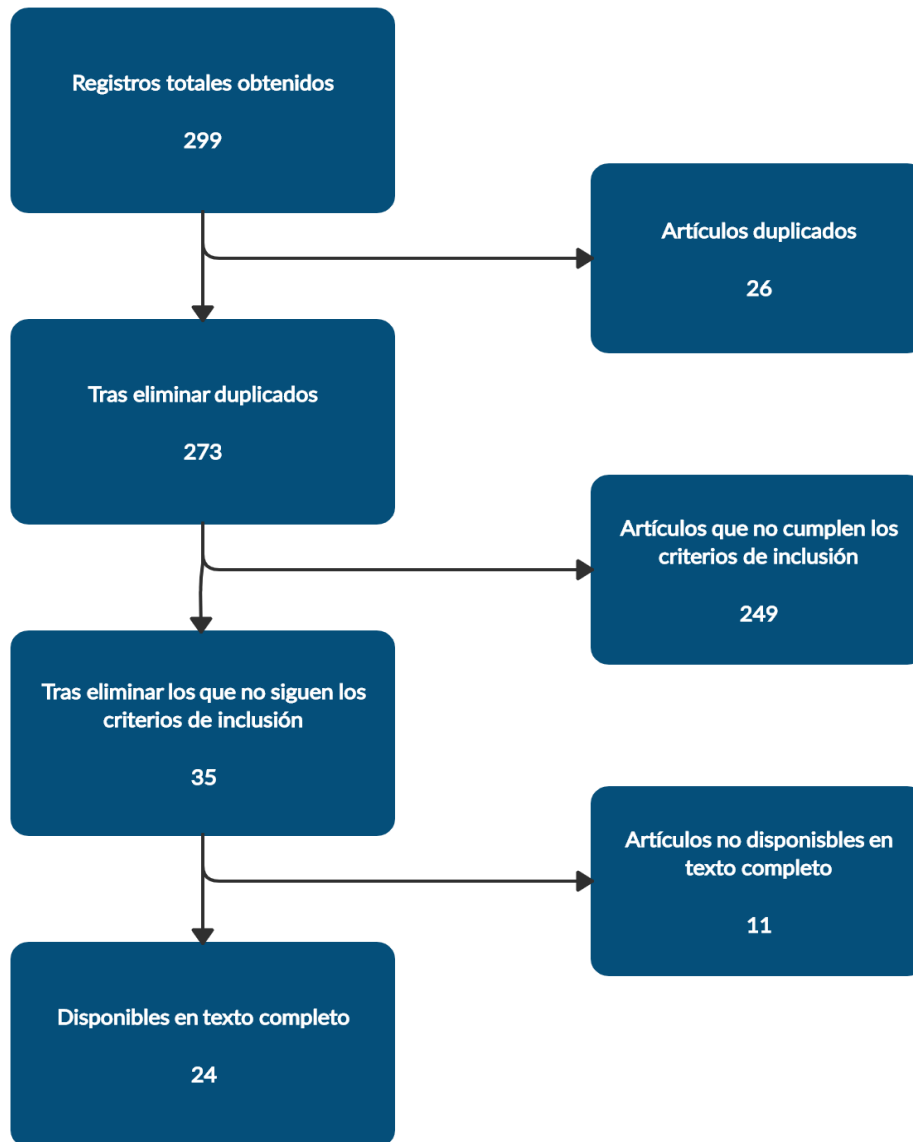 Registros totales obtenidos
299
Artículos duplicados
26
Tras eliminar duplicados
273
Artículos que no cumplen los
criterios de inclusión
249
Tras eliminar los que no siguen los
criterios de inclusión
35
Artículos no disponisbles en
texto completo
11
Disponibles en texto completo
24